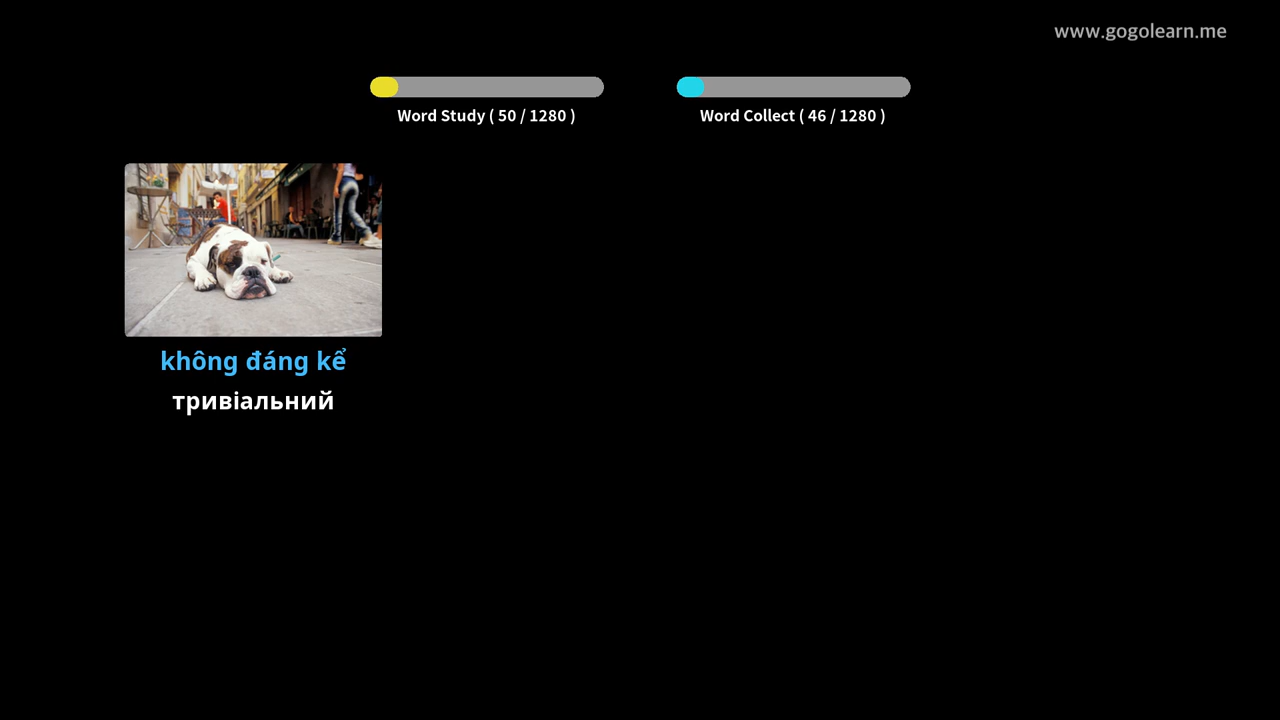 www.gogolearn.me
Word Study ( 50 / 1280 )
Word Collect ( 46 / 1280 )
không đáng kể
тривіальний